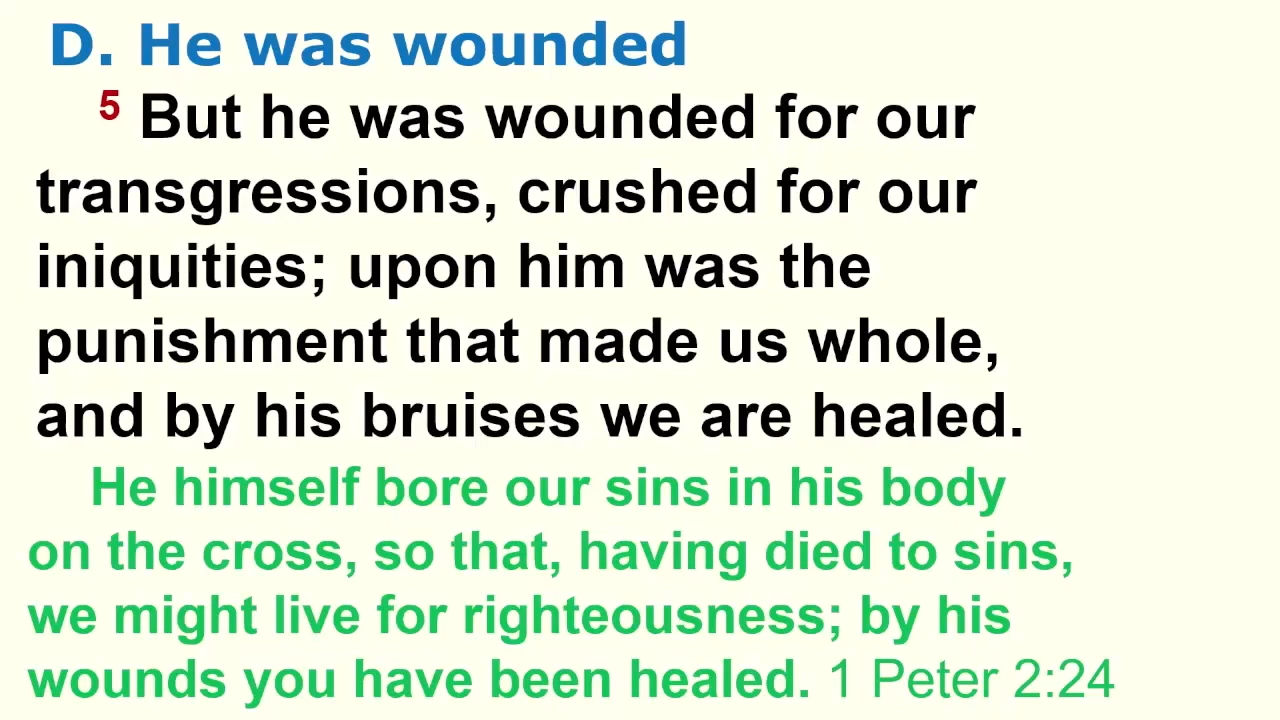 D. He was wounded
5 But he was wounded for our
transgressions, crushed for our
iniquities; upon him was the
punishment that made us whole,
and by his bruises we are healed.
He himself bore our sins in his body
on the cross, so that, having died to sins,
we might live for righteousness; by his
wounds you have been healed. 1 Peter 2:24